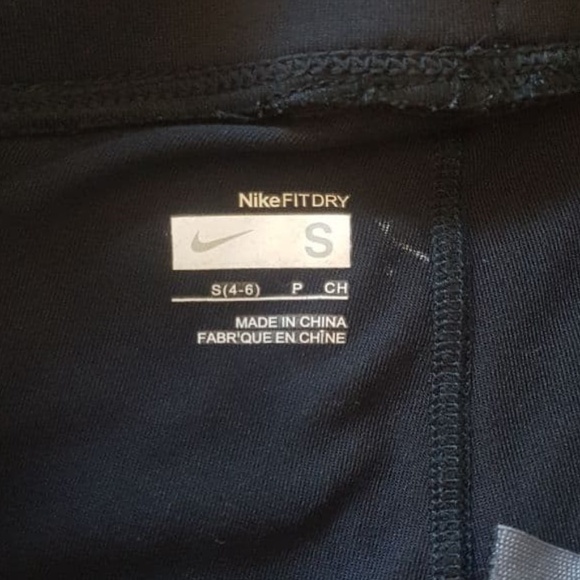 NikeFITDRY
S
S(4-6) P CH
MADE IN CHINA
FABR'QUE EN CHÎNE